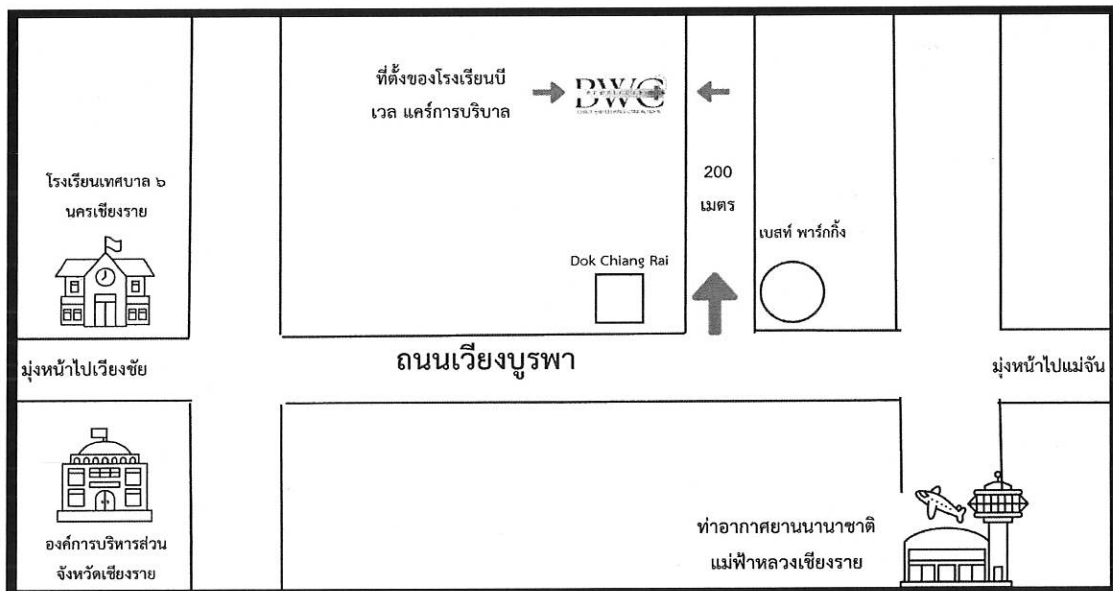 ที่ตั้งของโรงเรียนบี
เวล แคร์การบริบาล
BWC
200
เมตร
โรงเรียนเทศบาล ๖
นครเชียงราย
เบสท์ พาร์กกิ้ง
Dok Chiang Rai
มุ่งหน้าไปเวียงชัย
ถนนเวียงบูรพา
มุ่งหน้าไปแม่จัน
องค์การบริหารส่วน
จังหวัดเชียงราย
ท่าอากาศยานนานาชาติ
แม่ฟ้าหลวงเชียงราย